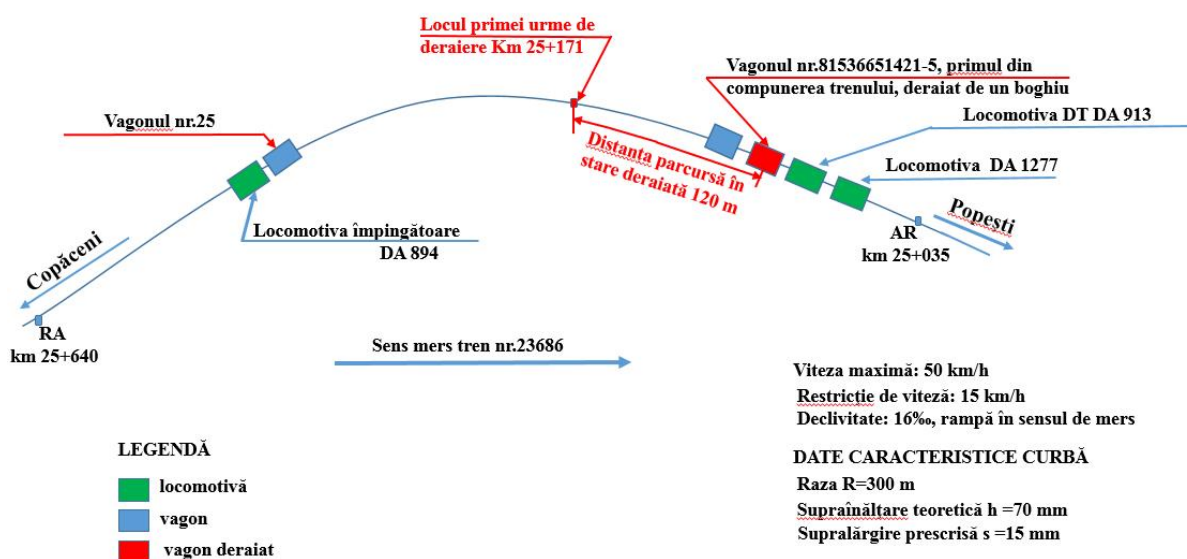 Locul primei urme de
deraiere Km 25+171
Vagonul nr.81536651421-5, primul din
compunerea trenului, deraiat de un boghiu
Locomotiva DT DA 913
Vagonul nr.25
Locomotiva  DA 1277
Distanța parcursă în
stare deraiată 120 m
Locomotiva împingătoare
DA 894
Popești
AR
km 25+035
Copăceni
RA
km 25+640
Sens mers tren nr.23686
Viteza maximă: 50 km/h
Restricție de viteză: 15 km/h
Declivitate: 16‰, rampă în sensul de mers
LEGENDĂ
locomotivă
vagon
vagon deraiat
DATE CARACTERISTICE CURBĂ
Raza R=300 m
Supraînălțare teoretică h =70 mm
Supralărgire prescrisă s =15 mm